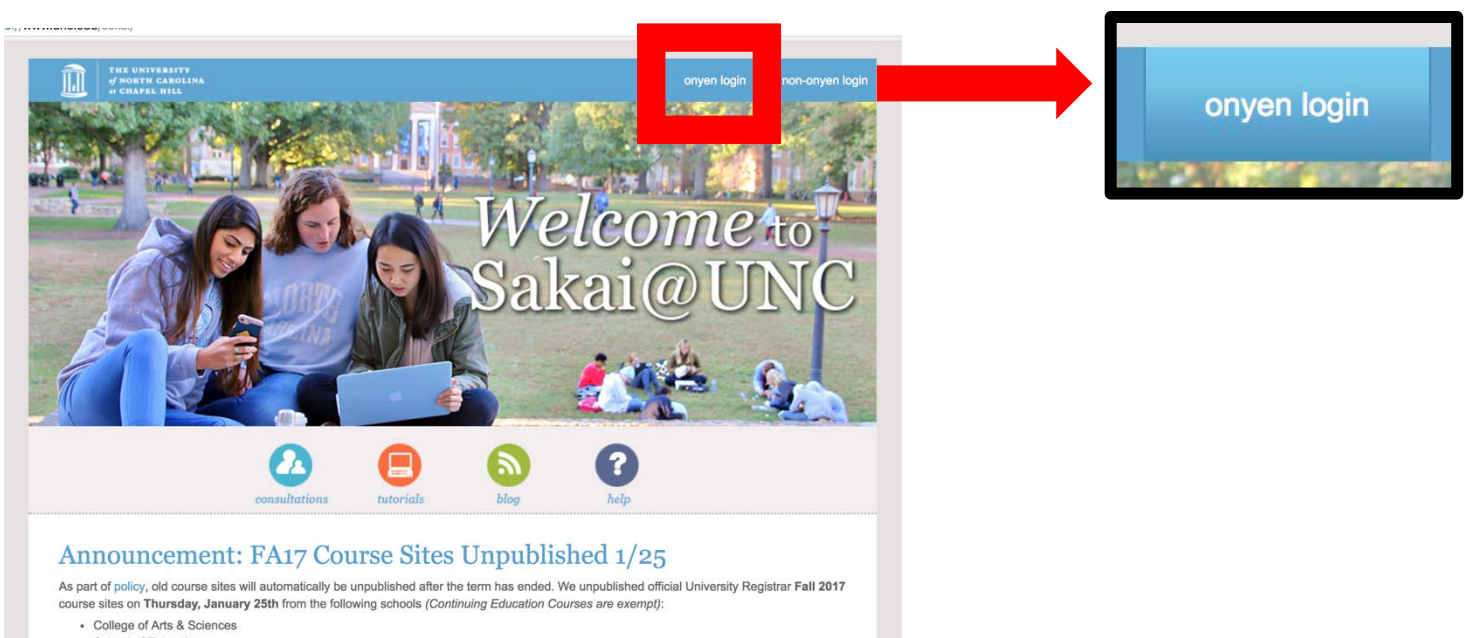 THE UNIVERSITY
of NORTH CAROLINA
at CHAPEL HILL
onyen login
non-onyen login
onyen login
NORTH
CAROLINA
Welcome to
Sakai@UNC
consultations
tutorials
blog
help
Announcement: FA17 Course Sites Unpublished 1/25
As part of policy, old course sites will automatically be unpublished after the term has ended. We unpublished official University Registrar Fall 2017
course sites on Thursday, January 25th from the following schools (Continuing Education Courses are exempt):
• College of Arts & Sciences